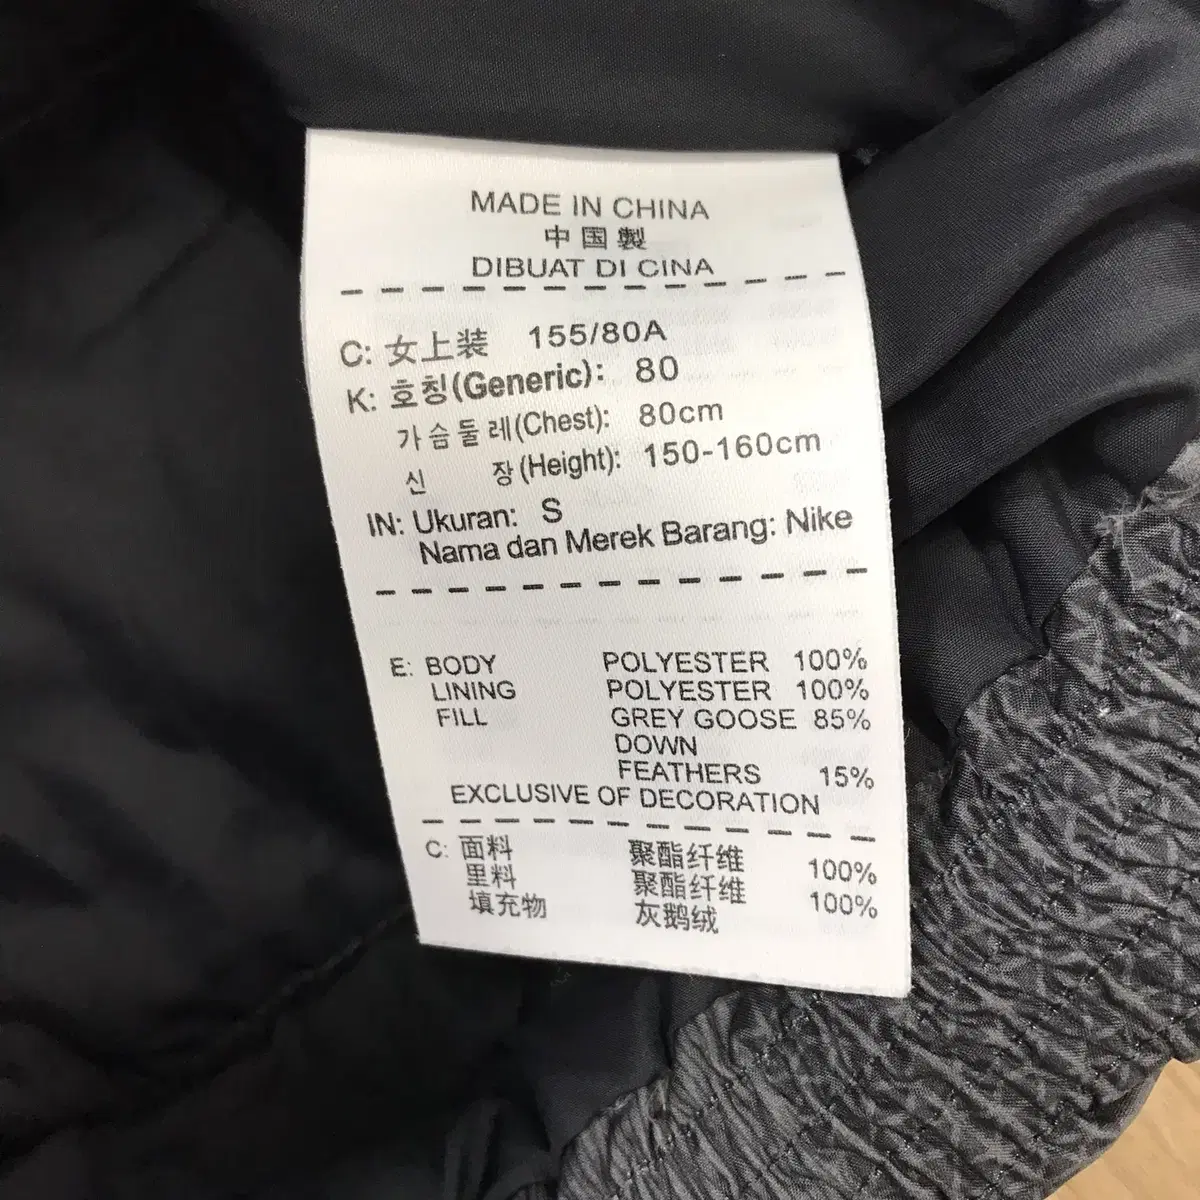 MADE IN CHINA
中国製
DIBUAT DI CINA
C: 女上装 155/80A
K: 호칭(Generic): 80
가슴둘레(Chest): 80cm
신 장(Height): 150-160cm
IN: Ukuran: S
Nama dan Merek Barang: Nike
E: BODY POLYESTER 100%
LINING POLYESTER 100%
FILL GREY GOOSE 85%
DOWN
FEATHERS 15%
EXCLUSIVE OF DECORATION
C: 面料 聚酯纤维 100%
里料 聚酯纤维 100%
填充物 灰鹅绒